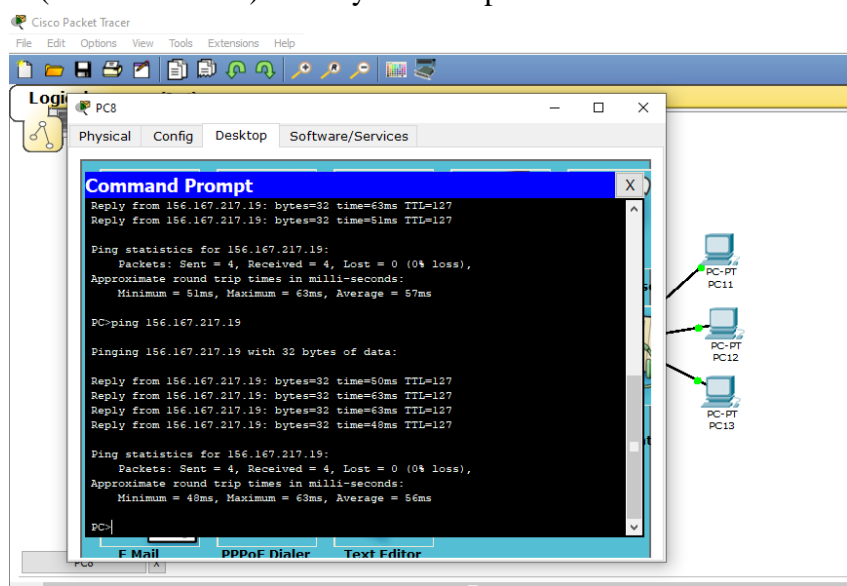 Cisco Packet Tracer
File Edit Options View Tools Extensions Help
PC8
Physical Config Desktop Software/Services
Command Prompt X
Reply from 156.167.217.19: bytes=32 time=63ms TTL=127
Reply from 156.167.217.19: bytes=32 time=51ms TTL=127
Ping statistics for 156.167.217.19:
Packets: Sent = 4, Received = 4, Lost = 0 (0% loss),
Approximate round trip times in milli-seconds:
Minimum = 51ms, Maximum = 63ms, Average = 57ms
PC>ping 156.167.217.19
Pinging 156.167.217.19 with 32 bytes of data:
Reply from 156.167.217.19: bytes=32 time=50ms TTL=127
Reply from 156.167.217.19: bytes=32 time=63ms TTL=127
Reply from 156.167.217.19: bytes=32 time=63ms TTL=127
Reply from 156.167.217.19: bytes=32 time=48ms TTL=127
Ping statistics for 156.167.217.19:
Packets: Sent = 4, Received = 4, Lost = 0 (0% loss),
Approximate round trip times in milli-seconds:
Minimum = 48ms, Maximum = 63ms, Average = 56ms
PC>
E Mail PPPoE Dialer Text Editor
PC8 X
PC-PT
PC11
PC-PT
PC12
PC-PT
PC13